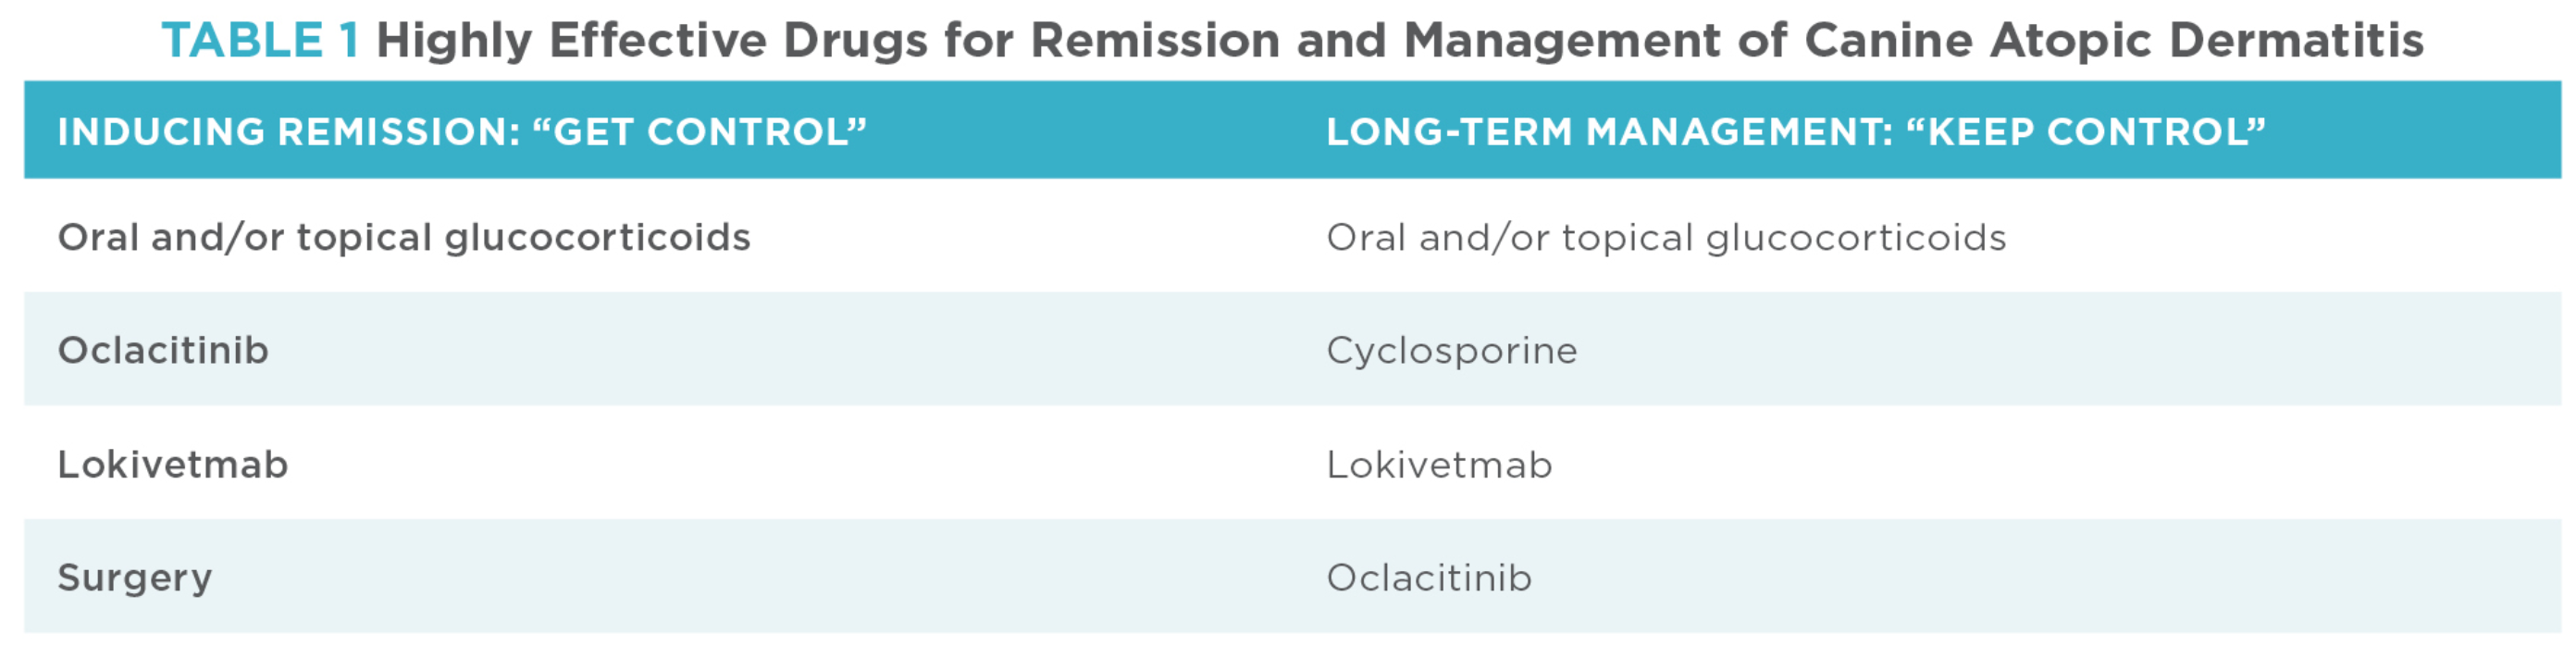 TABLE 1 Highly Effective Drugs for Remission and Management of Canine Atopic Dermatitis
INDUCING REMISSION: “GET CONTROL” LONG-TERM MANAGEMENT: “KEEP CONTROL”
Oral and/or topical glucocorticoids Oral and/or topical glucocorticoids
Oclacitinib Cyclosporine
Lokivetmab Lokivetmab
Surgery Oclacitinib